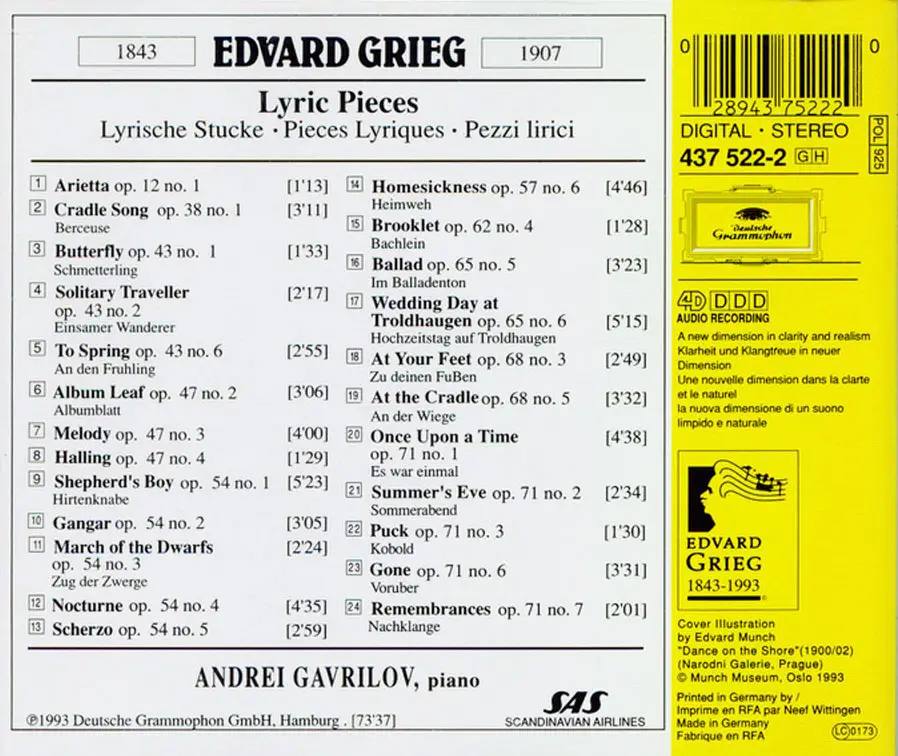 1843
EDVARD GRIEG
1907
Lyric Pieces
Lyrische Stucke · Pieces Lyriques · Pezzi lirici
1 Arietta op. 12 no. 1 [1'13]
2 Cradle Song op. 38 no. 1 [3'11]
Berceuse
3 Butterfly op. 43 no. 1 [1'33]
Schmetterling
4 Solitary Traveller [2'17]
op. 43 no. 2
Einsamer Wanderer
5 To Spring op. 43 no. 6 [2'55]
An den Fruhling
6 Album Leaf op. 47 no. 2 [3'06]
Albumblatt
7 Melody op. 47 no. 3 [4'00]
8 Halling op. 47 no. 4 [1'29]
9 Shepherd's Boy op. 54 no. 1 [5'23]
Hirtenknabe
10 Gangar op. 54 no. 2 [3'05]
11 March of the Dwarfs [2'24]
op. 54 no. 3
Zug der Zwerge
12 Nocturne op. 54 no. 4 [4'35]
13 Scherzo op. 54 no. 5 [2'59]
14 Homesickness op. 57 no. 6 [4'46]
Heimweh
15 Brooklet op. 62 no. 4 [1'28]
Bachlein
16 Ballad op. 65 no. 5 [3'23]
Im Balladenton
17 Wedding Day at
Troldhaugen op. 65 no. 6 [5'15]
Hochzeitstag auf Troldhaugen
18 At Your Feet op. 68 no. 3 [2'49]
Zu deinen FuBen
19 At the Cradle op. 68 no. 5 [3'32]
An der Wiege
20 Once Upon a Time [4'38]
op. 71 no. 1
Es war einmal
21 Summer's Eve op. 71 no. 2 [2'34]
Sommerabend
22 Puck op. 71 no. 3 [1'30]
Kobold
23 Gone op. 71 no. 6 [3'31]
Voruber
24 Remembrances op. 71 no. 7 [2'01]
Nachklange
ANDREI GAVRILOV, piano
SAS
SCANDINAVIAN AIRLINES
℗1993 Deutsche Grammophon GmbH, Hamburg . [73'37]
0 28943 75222 0
DIGITAL · STEREO
437 522-2 GH
POL 925
Deutsche
Grammophon
4D DDD
AUDIO RECORDING
A new dimension in clarity and realism
Klarheit und Klangtreue in neuer
Dimension
Une nouvelle dimension dans la clarte
et le naturel
la nuova dimensione di un suono
limpido e naturale
EDVARD
GRIEG
1843-1993
Cover Illustration
by Edvard Munch
"Dance on the Shore"(1900/02)
(Narodni Galerie, Prague)
© Munch Museum, Oslo 1993
Printed in Germany by /
Imprime en RFA par Neef Wittingen
Made in Germany
Fabrique en RFA
LC 0173